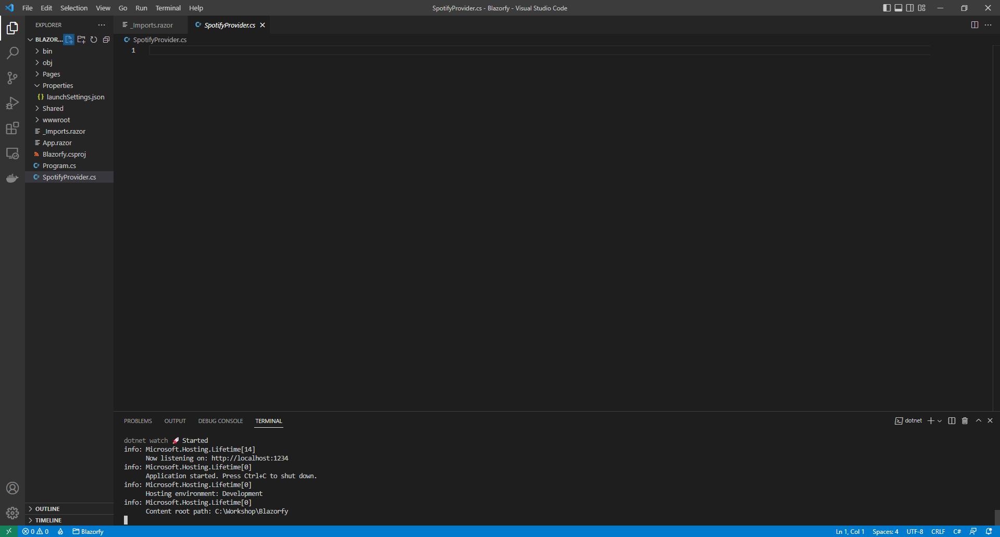 File Edit Selection View Go Run Terminal Help
SpotifyProvider.cs - Blazorfy - Visual Studio Code
EXPLORER
BLAZOR...
bin
obj
Pages
Properties
launchSettings.json
Shared
wwwroot
_Imports.razor
App.razor
Blazorfy.csproj
Program.cs
SpotifyProvider.cs
OUTLINE
TIMELINE
_Imports.razor
SpotifyProvider.cs
SpotifyProvider.cs
1
PROBLEMS OUTPUT DEBUG CONSOLE TERMINAL
dotnet
dotnet watch 🚀 Started
info: Microsoft.Hosting.Lifetime[14]
Now listening on: http://localhost:1234
info: Microsoft.Hosting.Lifetime[0]
Application started. Press Ctrl+C to shut down.
info: Microsoft.Hosting.Lifetime[0]
Hosting environment: Development
info: Microsoft.Hosting.Lifetime[0]
Content root path: C:\Workshop\Blazorfy
0 0 Blazorfy
Ln 1, Col 1 Spaces: 4 UTF-8 CRLF C#